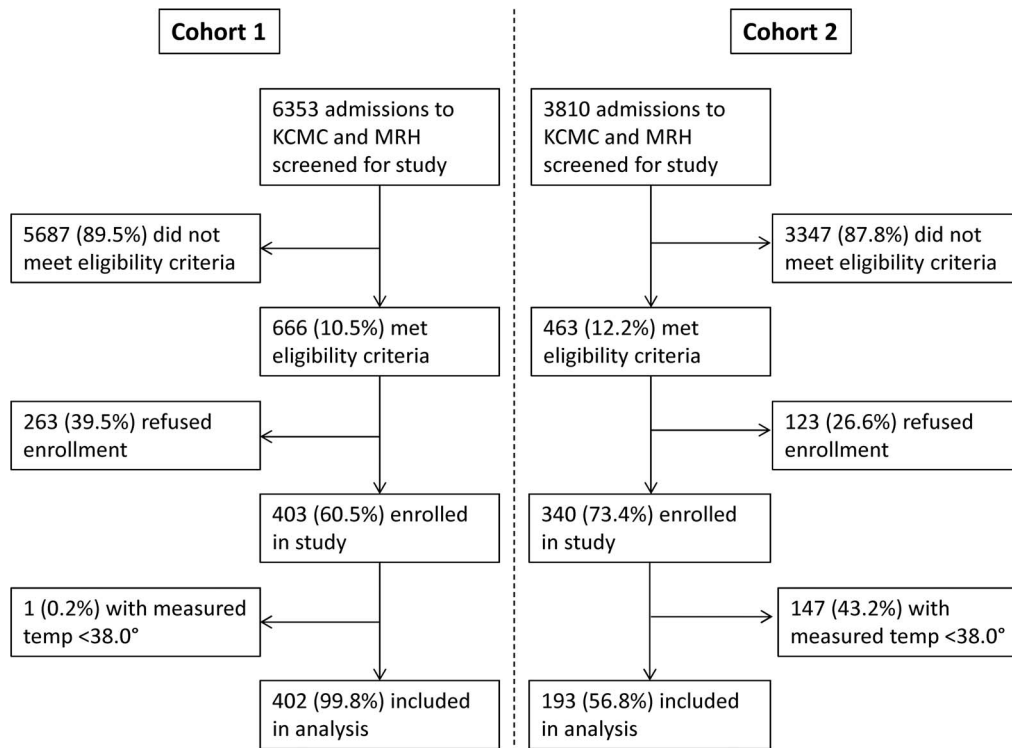 Cohort 1
6353 admissions to
KCMC and MRH
screened for study
5687 (89.5%) did not
meet eligibility criteria
666 (10.5%) met
eligibility criteria
263 (39.5%) refused
enrollment
403 (60.5%) enrolled
in study
1 (0.2%) with measured
temp <38.0°
402 (99.8%) included
in analysis
Cohort 2
3810 admissions to
KCMC and MRH
screened for study
3347 (87.8%) did not
meet eligibility criteria
463 (12.2%) met
eligibility criteria
123 (26.6%) refused
enrollment
340 (73.4%) enrolled
in study
147 (43.2%) with
measured temp <38.0°
193 (56.8%) included
in analysis